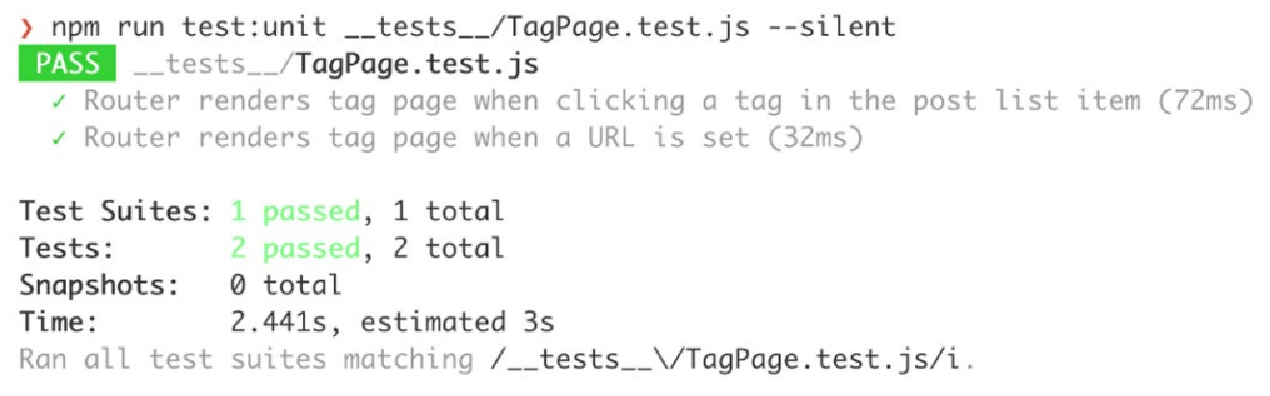 ❯ npm run test:unit __tests__/TagPage.test.js --silent
PASS __tests__/TagPage.test.js
✓ Router renders tag page when clicking a tag in the post list item (72ms)
✓ Router renders tag page when a URL is set (32ms)
Test Suites: 1 passed, 1 total
Tests: 2 passed, 2 total
Snapshots: 0 total
Time: 2.441s, estimated 3s
Ran all test suites matching /__tests__\/TagPage.test.js/i.